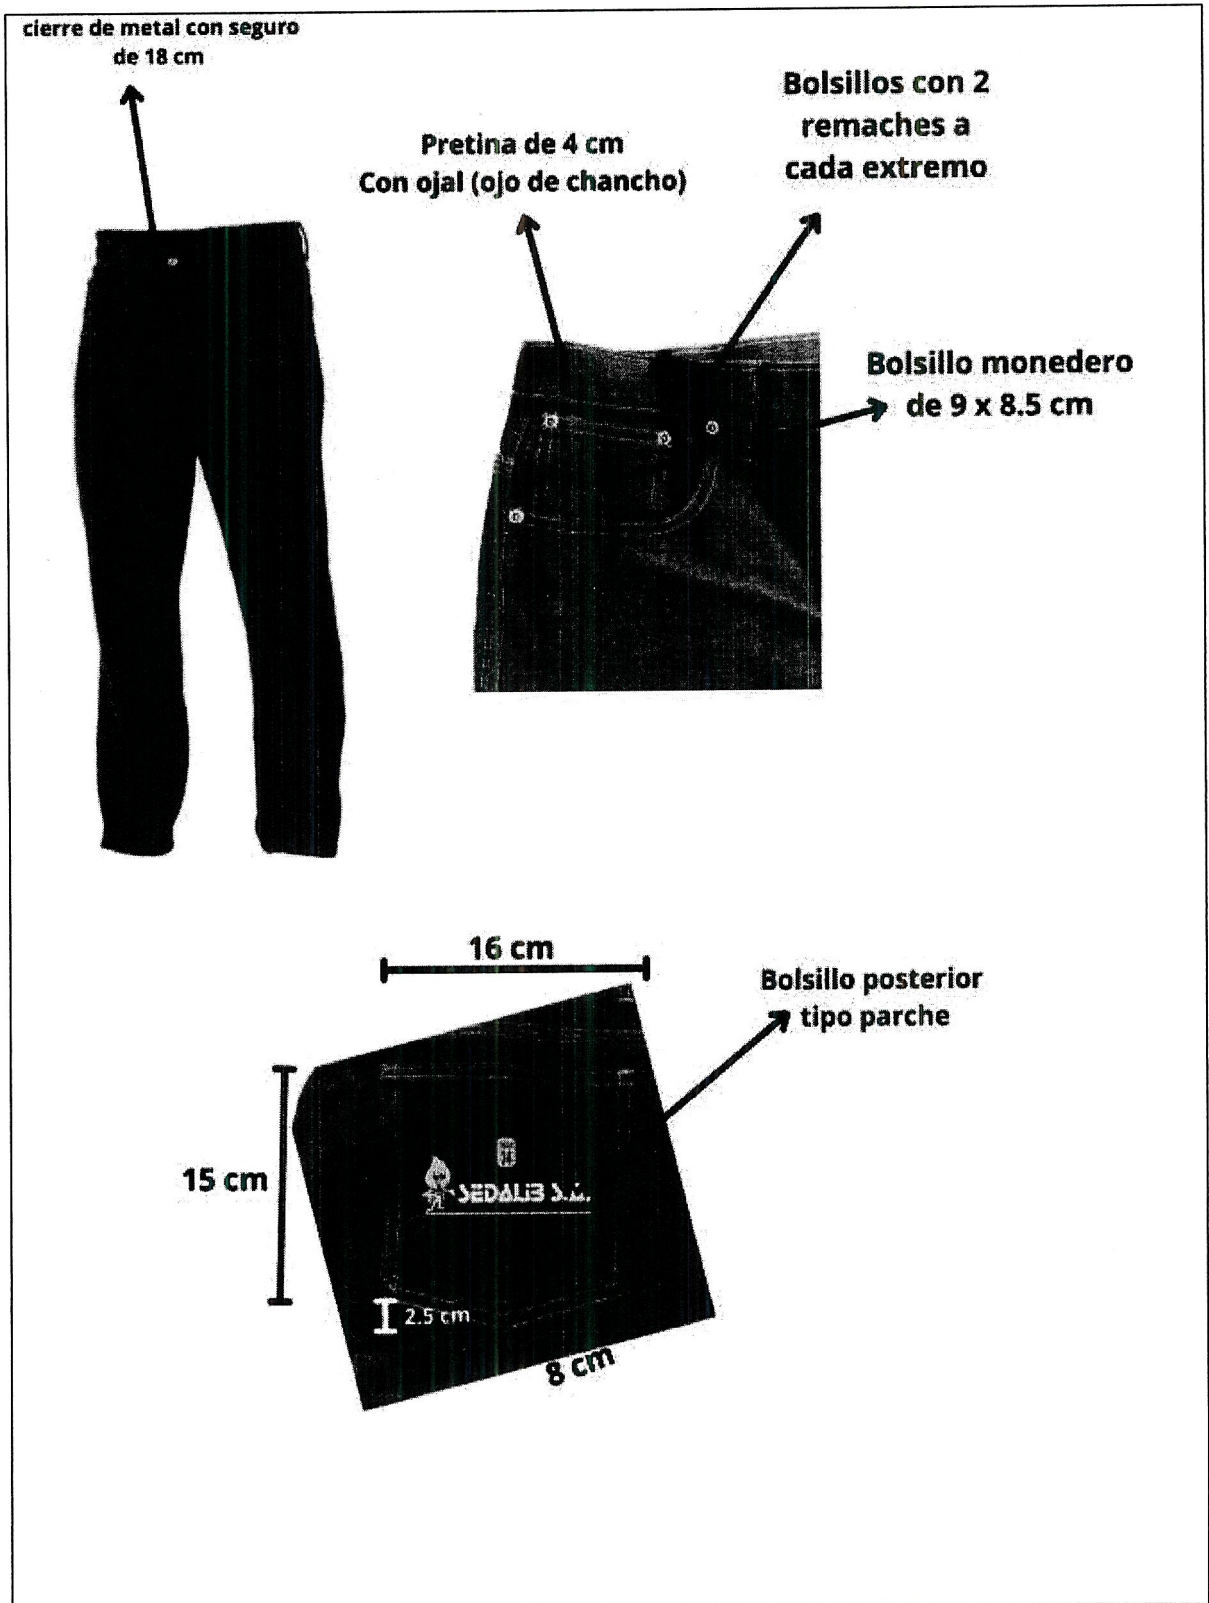 cierre de metal con seguro
de 18 cm
Pretina de 4 cm
Con ojal (ojo de chancho)
Bolsillos con 2
remaches a
cada extremo
Bolsillo monedero
de 9 x 8.5 cm
16 cm
Bolsillo posterior
tipo parche
15 cm
SEDALIB S.A.
2.5 cm
8 cm